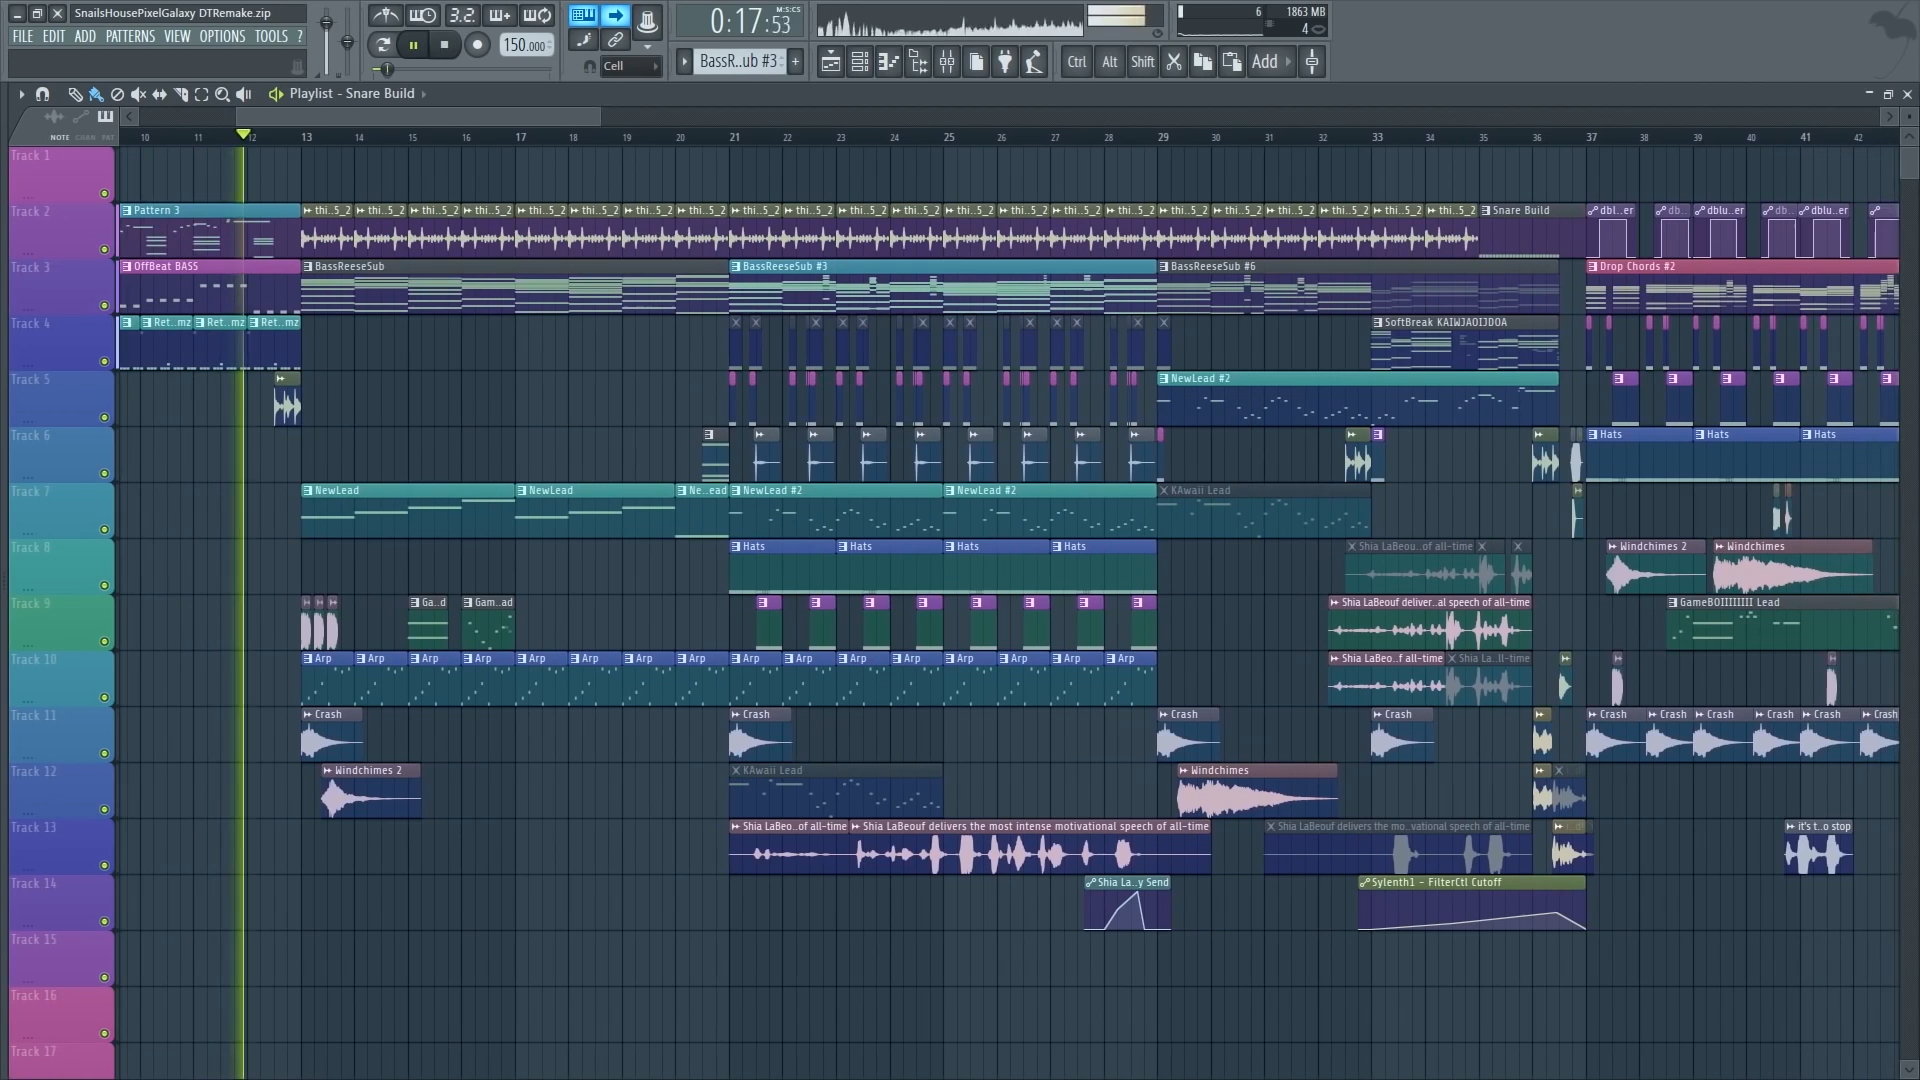 SnailsHousePixelGalaxy DTRemake.zip
FILE EDIT ADD PATTERNS VIEW OPTIONS TOOLS ?
3.2.
150.000
Cell
0:17:53
M:S:CS
BassR..ub #3
6
1863 MB
4
Ctrl Alt Shift Add
Playlist - Snare Build
NOTE CHAN PAT
10 11 12 13 14 15 16 17 18 19 20 21 22 23 24 25 26 27 28 29 30 31 32 33 34 35 36 37 38 39 40 41 42
Track 1
Track 2
Pattern 3 thi..5_2 thi..5_2 thi..5_2 thi..5_2 thi..5_2 thi..5_2 thi..5_2 thi..5_2 thi..5_2 thi..5_2 thi..5_2 thi..5_2 thi..5_2 thi..5_2 thi..5_2 thi..5_2 thi..5_2 thi..5_2 thi..5_2 thi..5_2 thi..5_2 thi..5_2 Snare Build dbl..er db.. dblu..er db.. dblu..er
Track 3
OffBeat BASS BassReeseSub BassReeseSub #3 BassReeseSub #6 Drop Chords #2
Track 4
Ret..mz Ret..mz Ret..mz SoftBreak KAIWJAOIJDOA
Track 5
NewLead #2
Track 6
Hats Hats Hats
Track 7
NewLead NewLead Ne..ead NewLead #2 NewLead #2 KAwaii Lead
Track 8
Hats Hats Hats Hats Shia LaBeou..of all-time Windchimes 2 Windchimes
Track 9
Ga..d Gam..ad Shia LaBeouf deliver..al speech of all-time GameBOIIIIIIII Lead
Track 10
Arp Arp Arp Arp Arp Arp Arp Arp Arp Arp Arp Arp Arp Arp Arp Arp Shia LaBeo..f all-time Shia La..ll-time
Track 11
Crash Crash Crash Crash Crash Crash Crash Crash Crash Crash
Track 12
Windchimes 2 KAwaii Lead Windchimes
Track 13
Shia LaBeo..of all-time Shia LaBeouf delivers the most intense motivational speech of all-time Shia LaBeouf delivers the mo..vational speech of all-time it's t..o stop
Track 14
Shia La..y Send Sylenth1 - FilterCtl Cutoff
Track 15
Track 16
Track 17